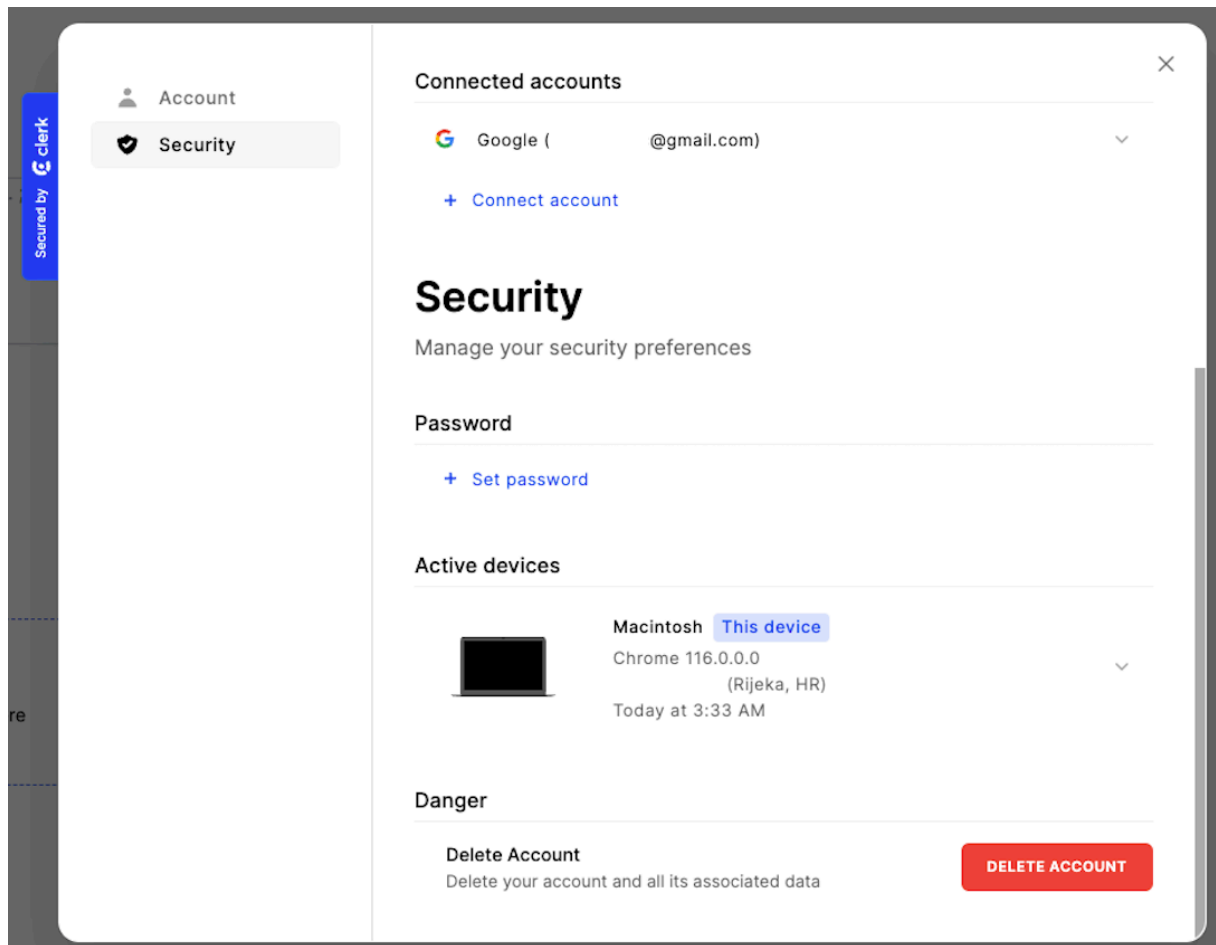 Secured by clerk
Account
Security
Connected accounts
Google ( @gmail.com)
+ Connect account
Security
Manage your security preferences
Password
+ Set password
Active devices
Macintosh This device
Chrome 116.0.0.0
(Rijeka, HR)
Today at 3:33 AM
Danger
Delete Account
Delete your account and all its associated data
DELETE ACCOUNT
re